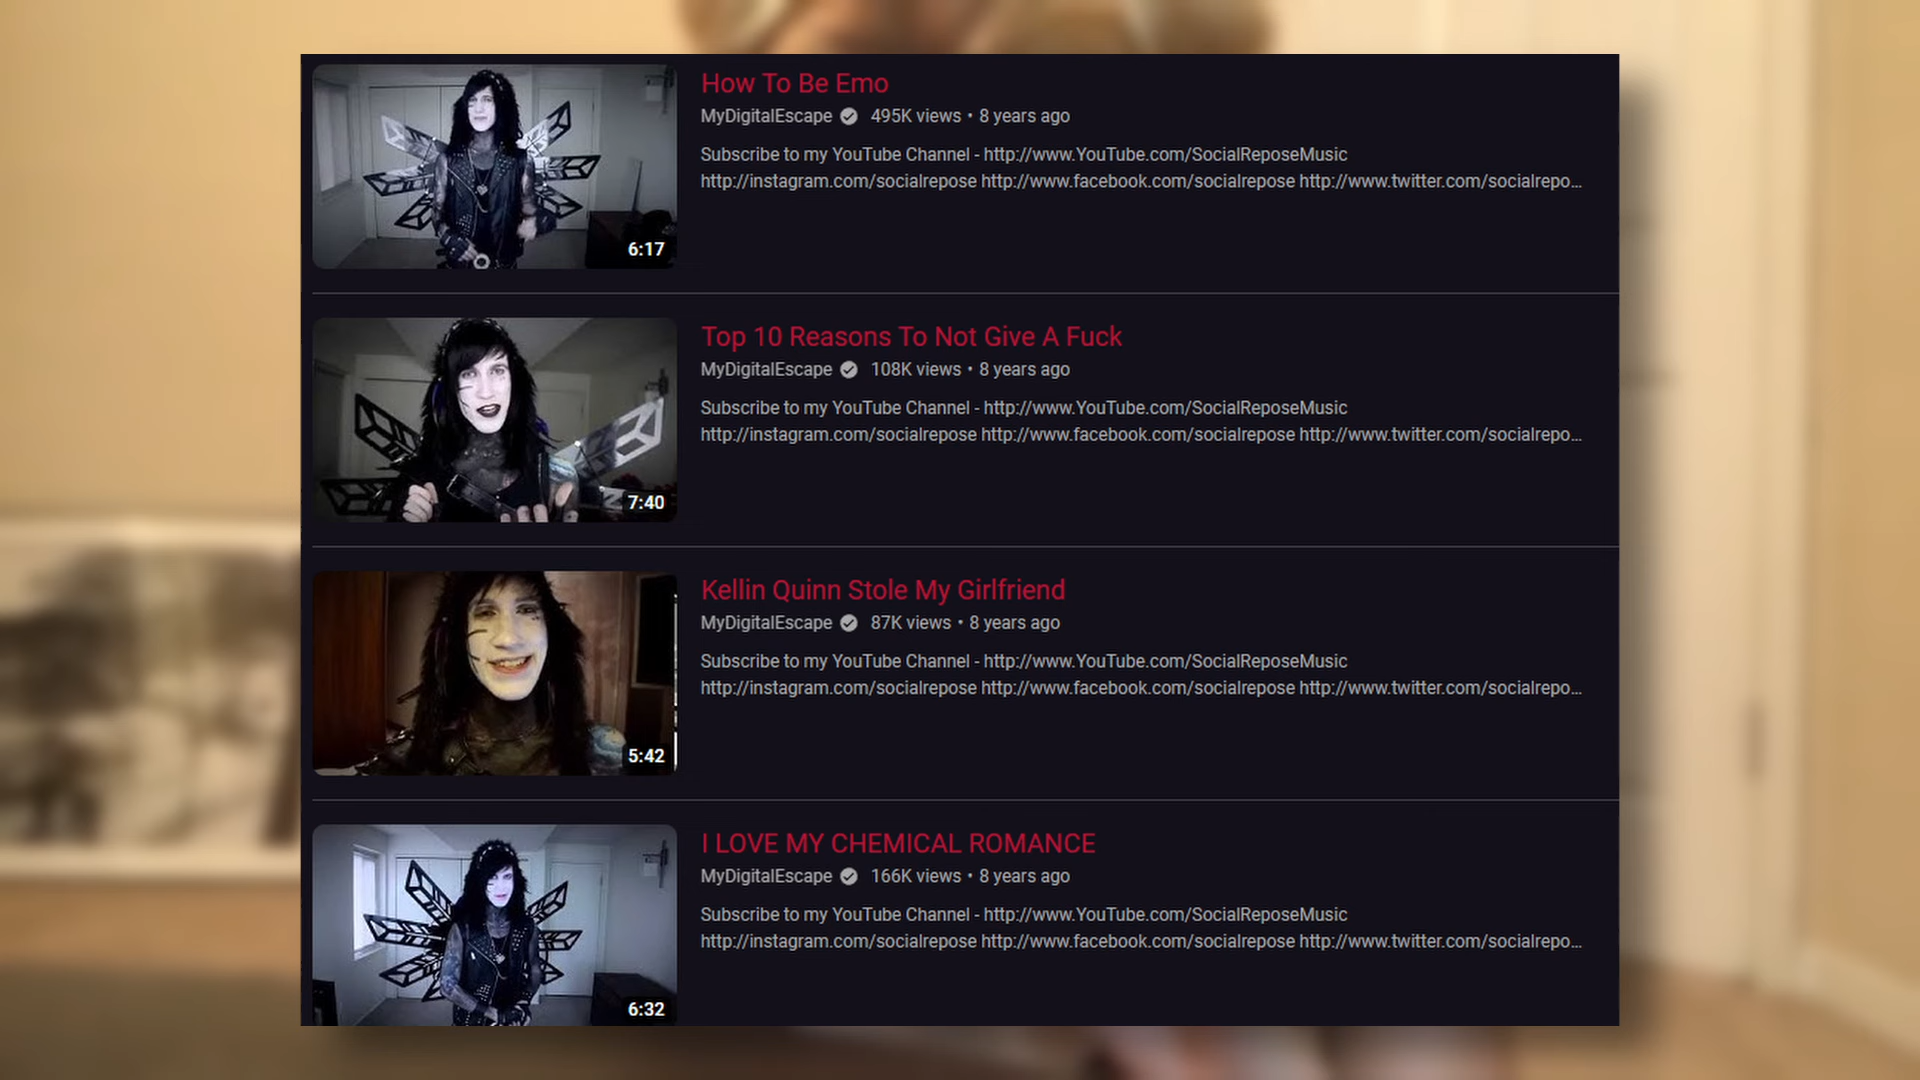 How To Be Emo
MyDigitalEscape 495K views • 8 years ago
Subscribe to my YouTube Channel - http://www.YouTube.com/SocialReposeMusic
http://instagram.com/socialrepose http://www.facebook.com/socialrepose http://www.twitter.com/socialrepo...
6:17
Top 10 Reasons To Not Give A Fuck
MyDigitalEscape 108K views • 8 years ago
Subscribe to my YouTube Channel - http://www.YouTube.com/SocialReposeMusic
http://instagram.com/socialrepose http://www.facebook.com/socialrepose http://www.twitter.com/socialrepo...
7:40
Kellin Quinn Stole My Girlfriend
MyDigitalEscape 87K views • 8 years ago
Subscribe to my YouTube Channel - http://www.YouTube.com/SocialReposeMusic
http://instagram.com/socialrepose http://www.facebook.com/socialrepose http://www.twitter.com/socialrepo...
5:42
I LOVE MY CHEMICAL ROMANCE
MyDigitalEscape 166K views • 8 years ago
Subscribe to my YouTube Channel - http://www.YouTube.com/SocialReposeMusic
http://instagram.com/socialrepose http://www.facebook.com/socialrepose http://www.twitter.com/socialrepo...
6:32